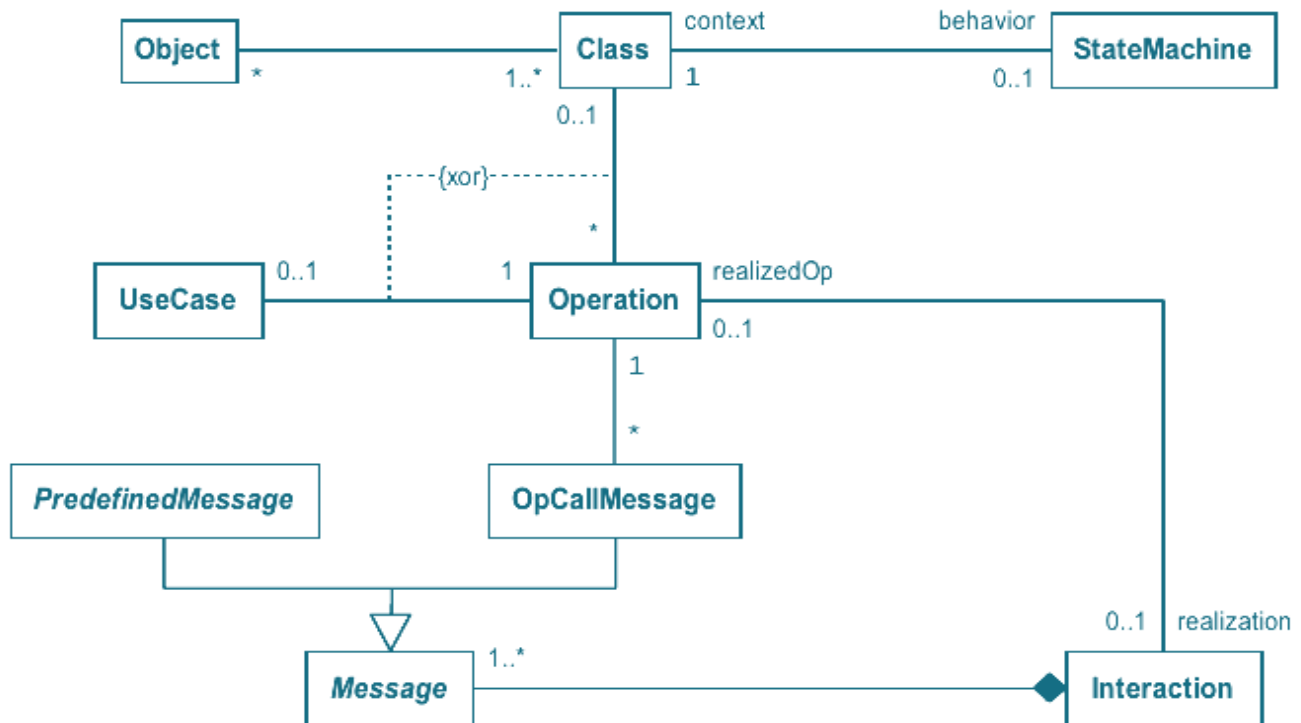 Object
*
1..*
Class
context
1
behavior
0..1
StateMachine
0..1
{xor}
*
UseCase
0..1
1
Operation
realizedOp
0..1
1
*
PredefinedMessage
OpCallMessage
0..1
realization
Message
1..*
Interaction